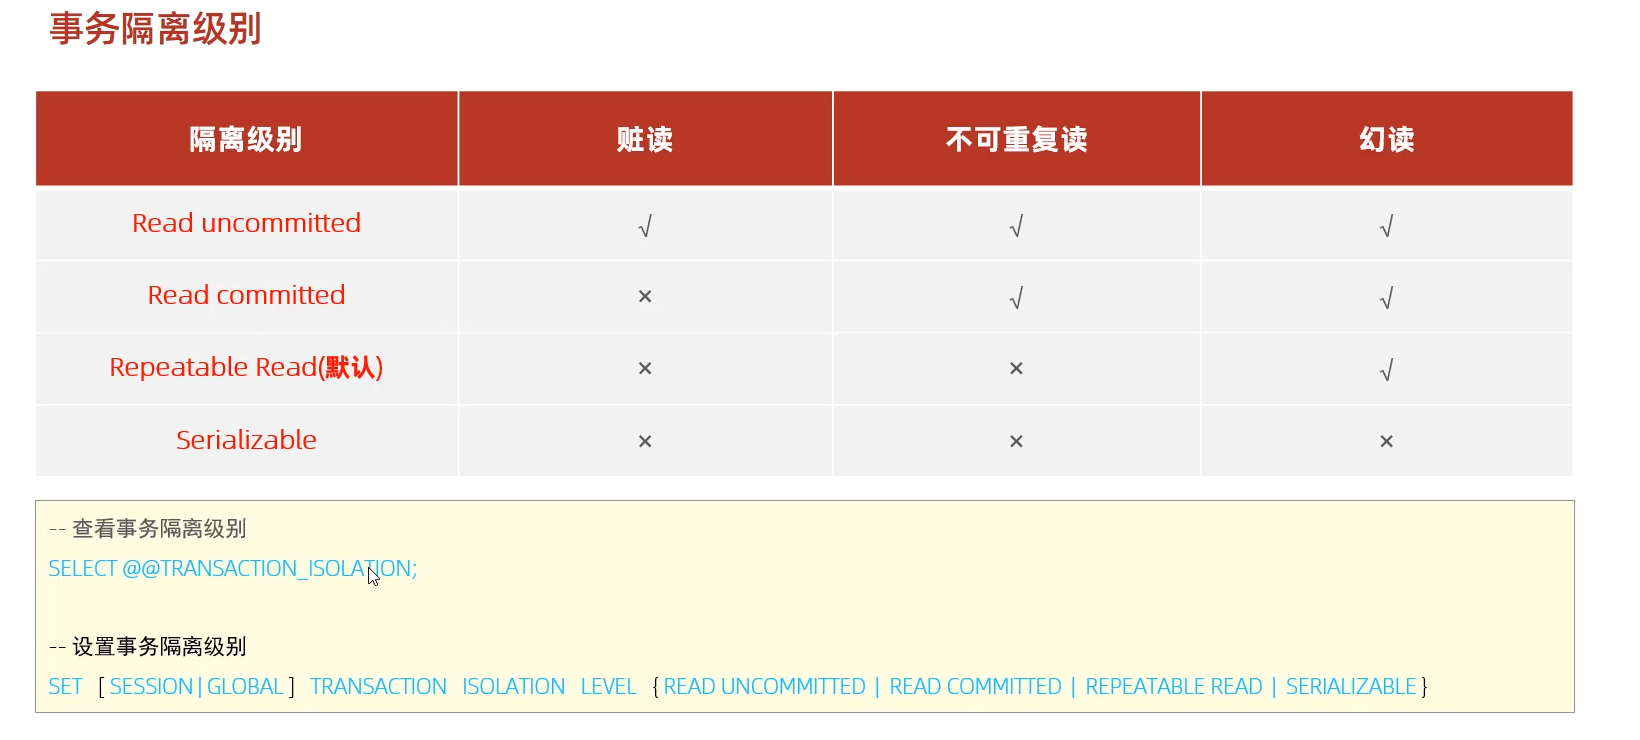 事务隔离级别
隔离级别 赃读 不可重复读 幻读
Read uncommitted √ √ √
Read committed × √ √
Repeatable Read(默认) × × √
Serializable × × ×
-- 查看事务隔离级别
SELECT @@TRANSACTION_ISOLATION;
-- 设置事务隔离级别
SET [ SESSION | GLOBAL ] TRANSACTION ISOLATION LEVEL { READ UNCOMMITTED | READ COMMITTED | REPEATABLE READ | SERIALIZABLE }